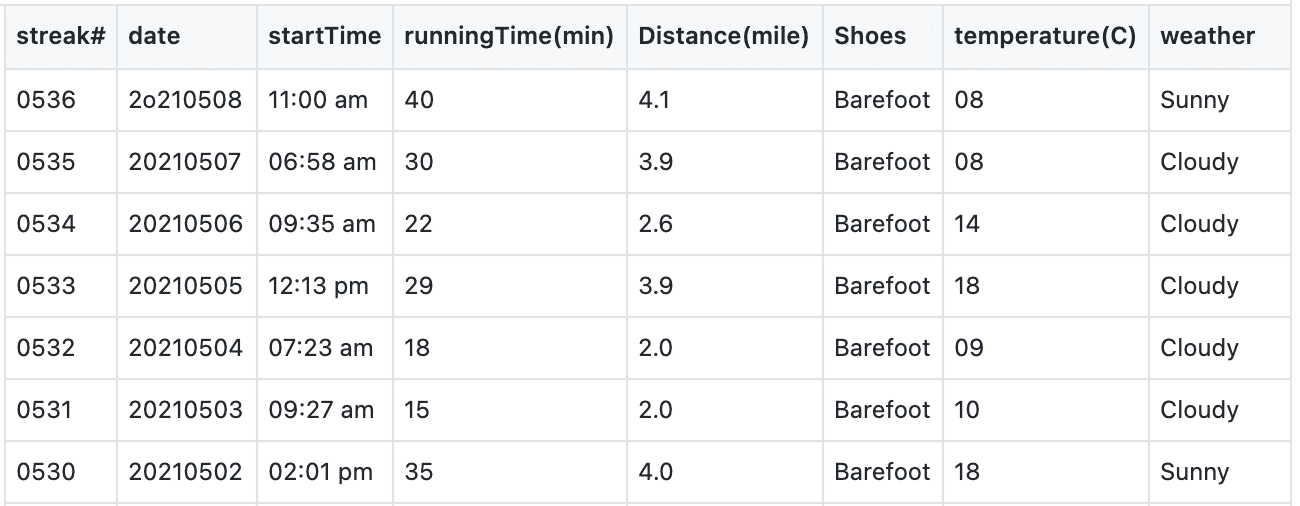 streak# date startTime runningTime(min) Distance(mile) Shoes temperature(C) weather
0536 2o210508 11:00 am 40 4.1 Barefoot 08 Sunny
0535 20210507 06:58 am 30 3.9 Barefoot 08 Cloudy
0534 20210506 09:35 am 22 2.6 Barefoot 14 Cloudy
0533 20210505 12:13 pm 29 3.9 Barefoot 18 Cloudy
0532 20210504 07:23 am 18 2.0 Barefoot 09 Cloudy
0531 20210503 09:27 am 15 2.0 Barefoot 10 Cloudy
0530 20210502 02:01 pm 35 4.0 Barefoot 18 Sunny